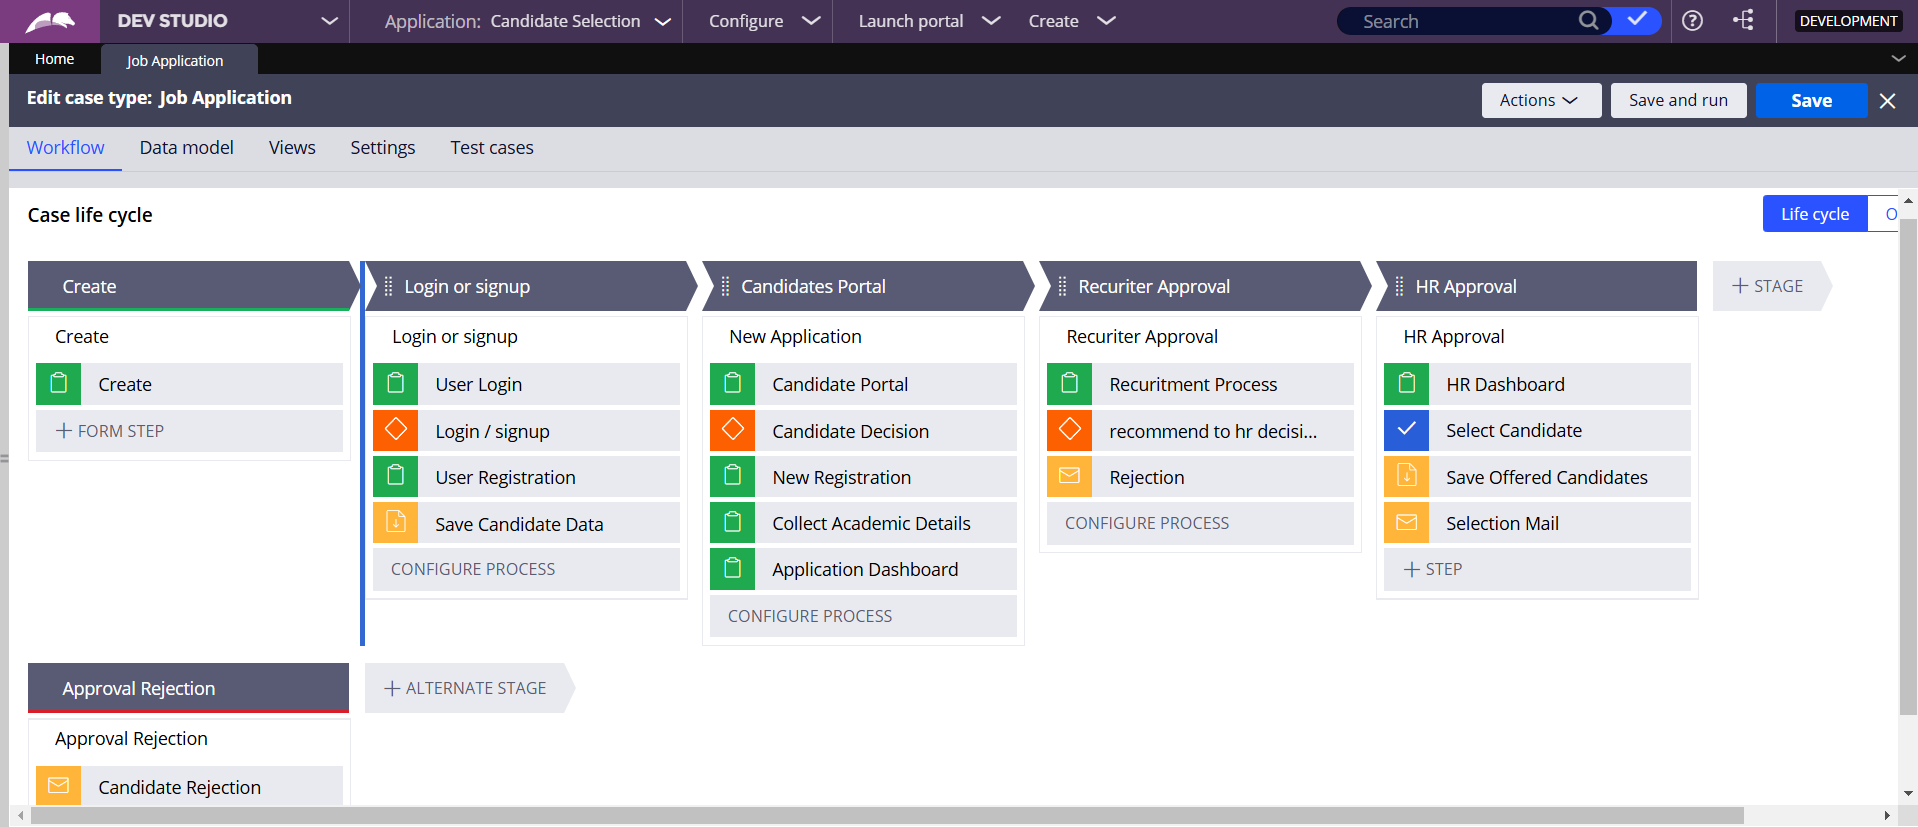 DEV STUDIO
Application: Candidate Selection
Configure
Launch portal
Create
Search
DEVELOPMENT
Home
Job Application
Edit case type: Job Application
Actions
Save and run
Save
Workflow
Data model
Views
Settings
Test cases
Case life cycle
Life cycle
O
Create
Login or signup
Candidates Portal
Recuriter Approval
HR Approval
+ STAGE
Create
Create
+ FORM STEP
Login or signup
User Login
Login / signup
User Registration
Save Candidate Data
CONFIGURE PROCESS
New Application
Candidate Portal
Candidate Decision
New Registration
Collect Academic Details
Application Dashboard
CONFIGURE PROCESS
Recuriter Approval
Recuritment Process
recommend to hr decisi...
Rejection
CONFIGURE PROCESS
HR Approval
HR Dashboard
Select Candidate
Save Offered Candidates
Selection Mail
+ STEP
Approval Rejection
+ ALTERNATE STAGE
Approval Rejection
Candidate Rejection